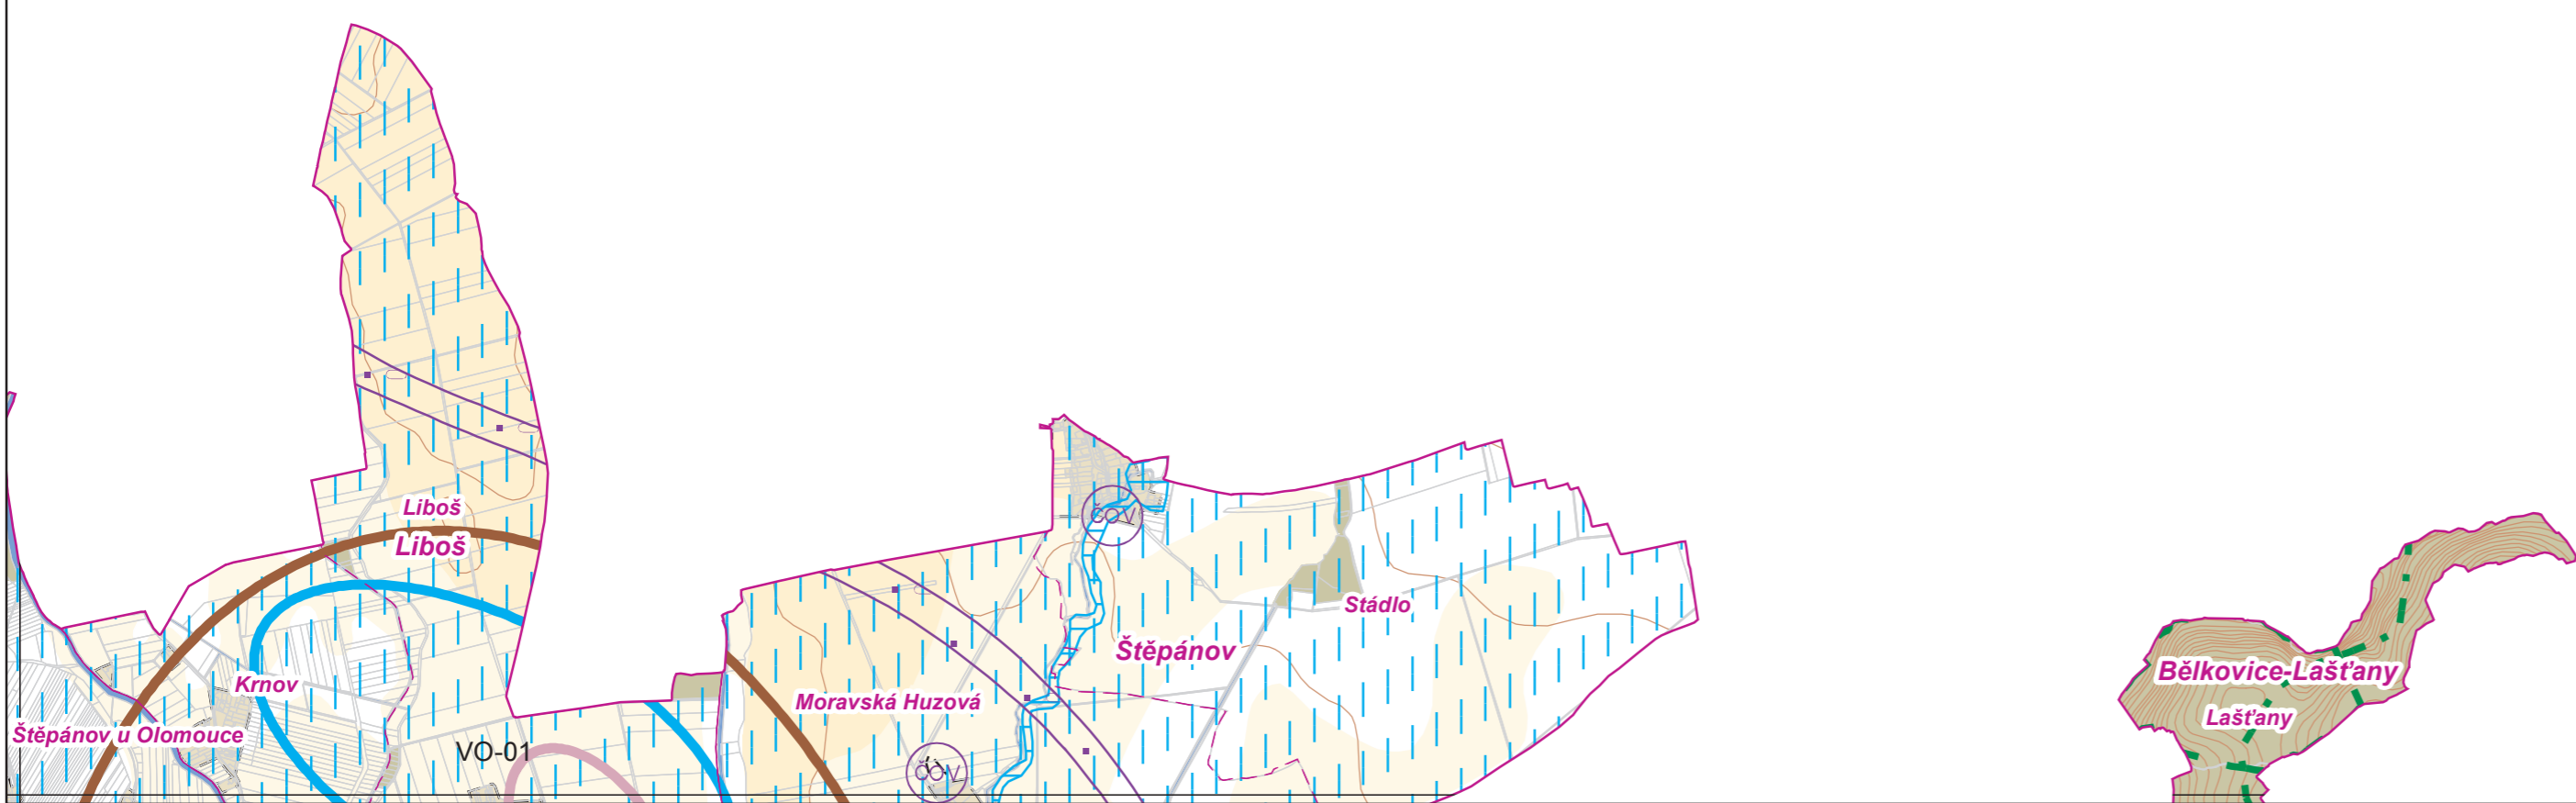 Liboš
Liboš
ČOV
Stádlo
Štěpánov
Bělkovice-Lašťany
Krnov
Moravská Huzová
Lašťany
Štěpánov u Olomouce
VO-01
ČOV